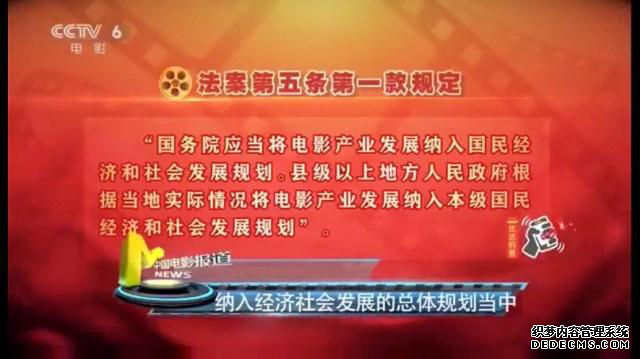 CCTV 6
电影
法案第五条第一款规定
“国务院应当将电影产业发展纳入国民经
济和社会发展规划。县级以上地方人民政府根
据当地实际情况将电影产业发展纳入本级国民
经济和社会发展规划”。
中国电影报道
NEWS
纳入经济社会发展的总体规划当中
织梦内容管理系统
DEDECMS.COM